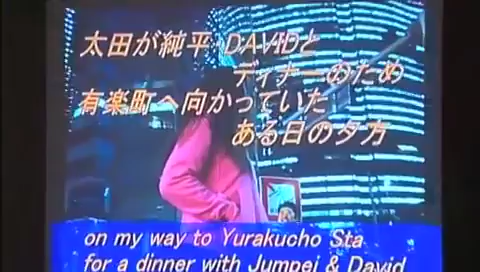 太田が純平 DAVIDと
ディナーのため
有楽町へ向かっていた
ある日の夕方
on my way to Yurakucho Sta
for a dinner with Jumpei & David